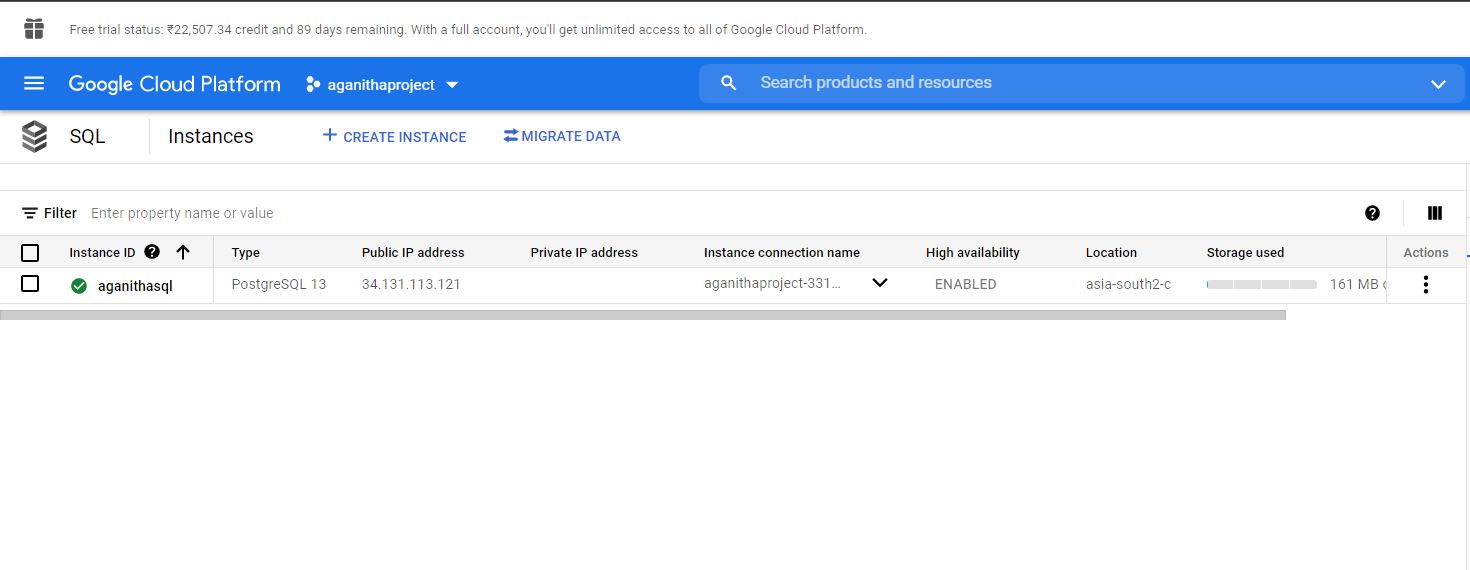 Free trial status: ₹22,507.34 credit and 89 days remaining. With a full account, you'll get unlimited access to all of Google Cloud Platform.
Google Cloud Platform aganithaproject Search products and resources
SQL Instances CREATE INSTANCE MIGRATE DATA
Filter Enter property name or value
Instance ID Type Public IP address Private IP address Instance connection name High availability Location Storage used Actions
aganithasql PostgreSQL 13 34.131.113.121 aganithaproject-331... ENABLED asia-south2-c 161 MB